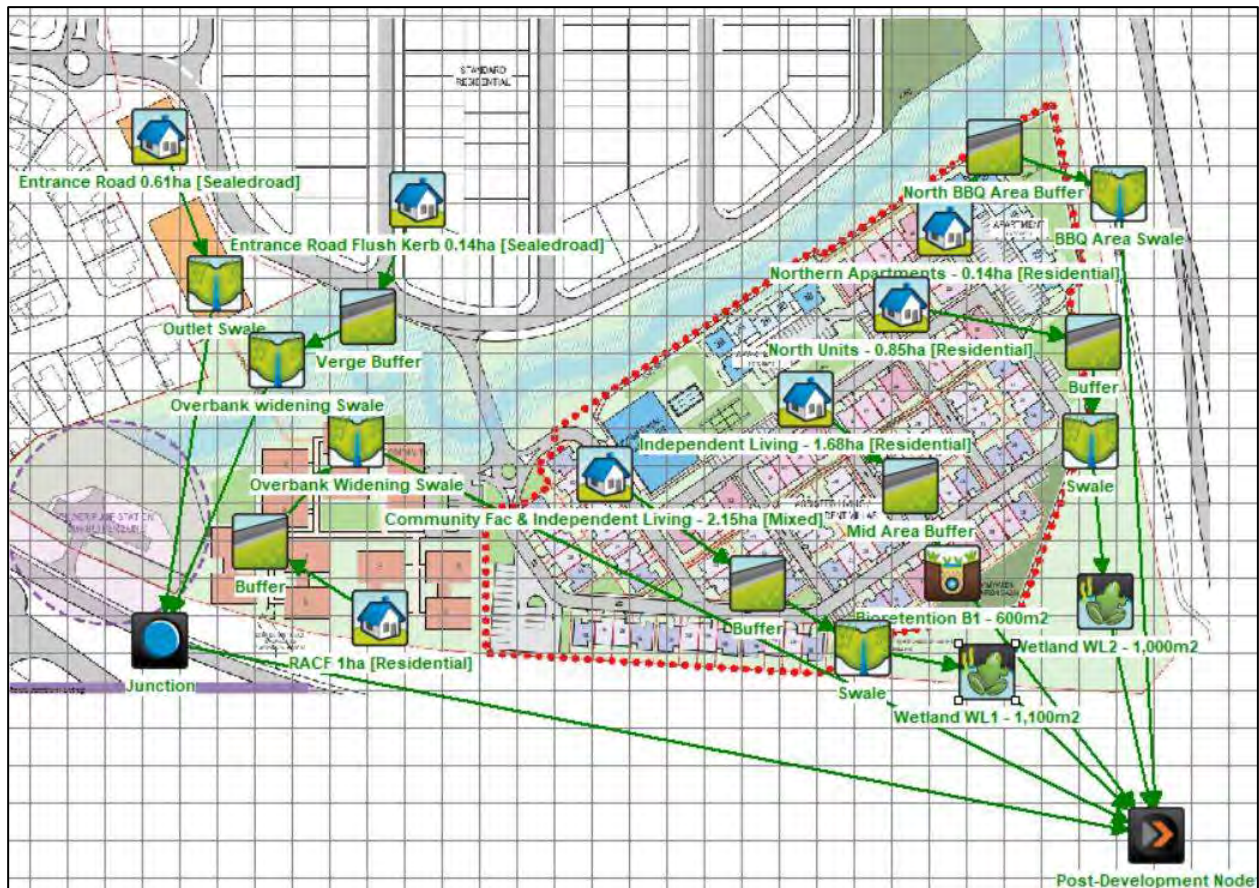 STANDARD
RESIDENTIAL
Entrance Road 0.61ha [Sealedroad]
North BBQ Area Buffer
APARTMENT
Entrance Road Flush Kerb 0.14ha [Sealedroad]
BBQ Area Swale
Northern Apartments - 0.14ha [Residential]
Outlet Swale
Verge Buffer
North Units - 0.85ha [Residential]
Buffer
Overbank widening Swale
Independent Living - 1.68ha [Residential]
Overbank Widening Swale
Swale
Community Fac & Independent Living - 2.15ha [Mixed]
Mid Area Buffer
Buffer
Bioretention B1 - 600m2
Buffer
Wetland WL2 - 1,000m2
RACF 1ha [Residential]
Junction
Swale
Wetland WL1 - 1,100m2
Post-Development Node